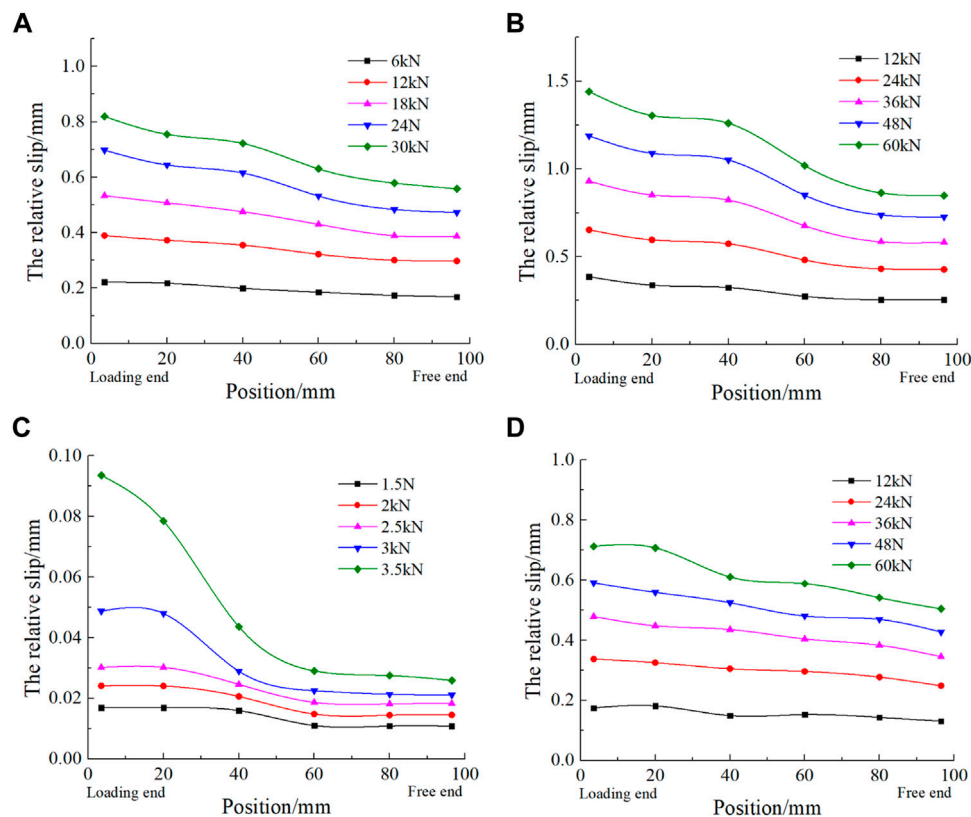 A
The relative slip/mm
1.0
0.8
0.6
0.4
0.2
0.0
6kN
12kN
18kN
24N
30kN
0 20 40 60 80 100
Loading end Free end
Position/mm
B
The relative slip/mm
1.5
1.0
0.5
0.0
12kN
24kN
36kN
48N
60kN
0 20 40 60 80 100
Loading end Free end
Position/mm
C
The relative slip/mm
0.10
0.08
0.06
0.04
0.02
0.00
1.5N
2kN
2.5kN
3kN
3.5kN
0 20 40 60 80 100
Loading end Free end
Position/mm
D
The relative slip/mm
1.0
0.8
0.6
0.4
0.2
0.0
12kN
24kN
36kN
48N
60kN
0 20 40 60 80 100
Loading end Free end
Position/mm